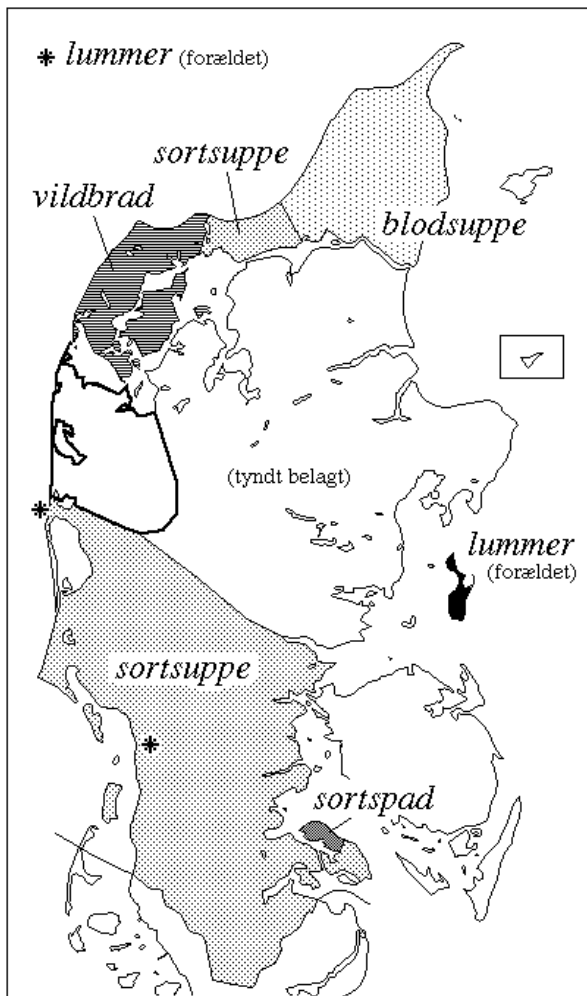 * lummer (forældet)
sortsuppe
vildbrad
blodsuppe
(tyndt belagt)
lummer
(forældet)
sortsuppe
sortspad